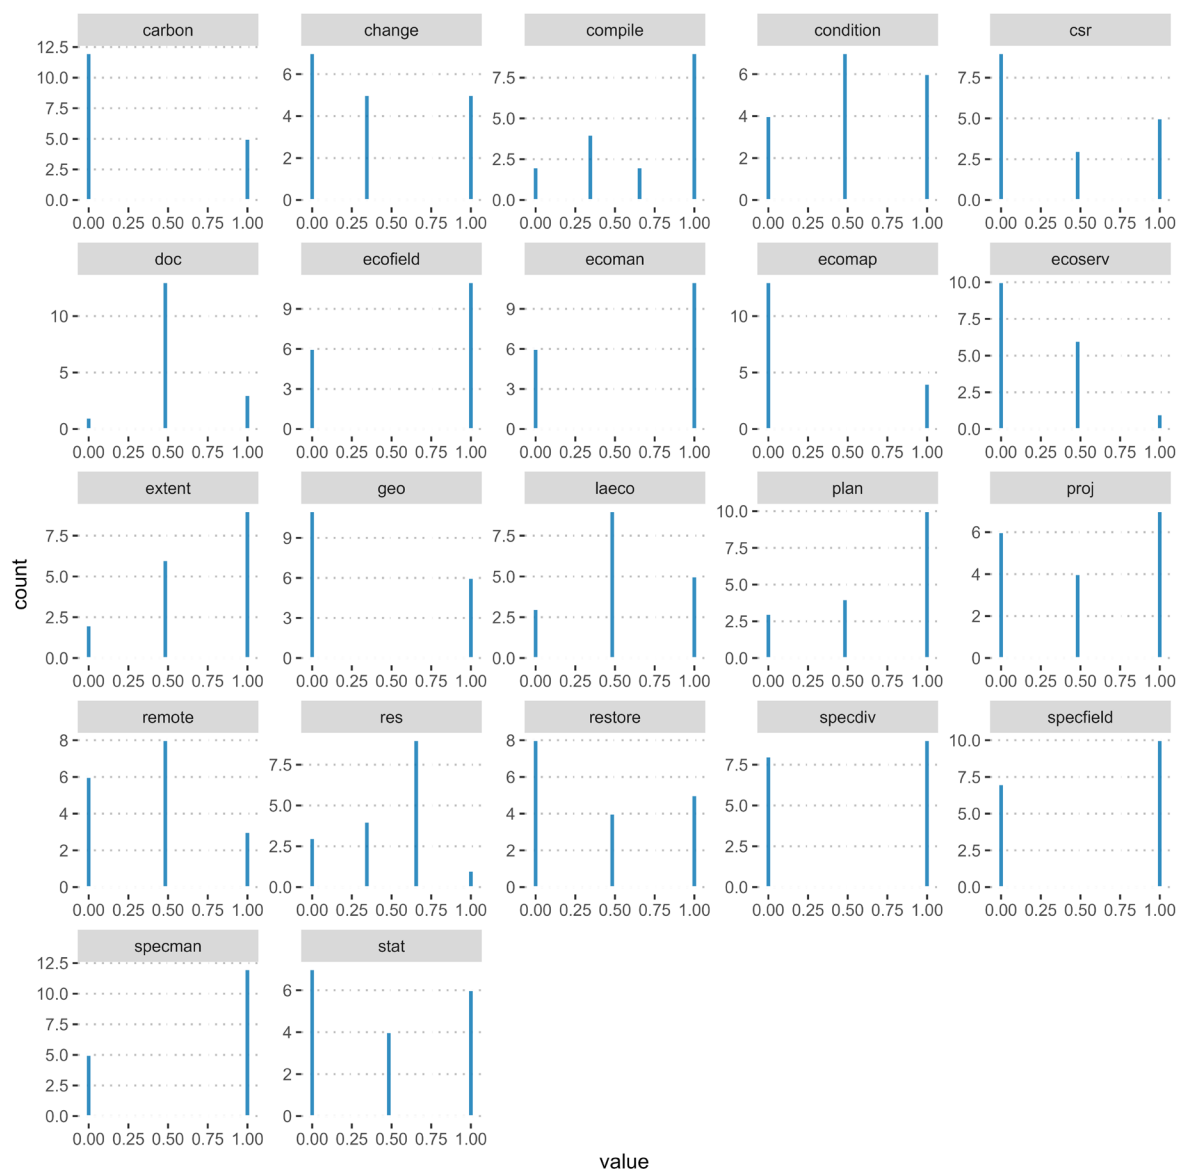 carbon change compile condition csr
12.5 10.0 7.5 5.0 2.5 0.0
6 4 2 0
7.5 5.0 2.5 0.0
6 4 2 0
7.5 5.0 2.5 0.0
0.00 0.25 0.50 0.75 1.00 0.00 0.25 0.50 0.75 1.00 0.00 0.25 0.50 0.75 1.00 0.00 0.25 0.50 0.75 1.00 0.00 0.25 0.50 0.75 1.00
doc ecofield ecoman ecomap ecoserv
10 5 0
9 6 3 0
9 6 3 0
10 5 0
10.0 7.5 5.0 2.5 0.0
0.00 0.25 0.50 0.75 1.00 0.00 0.25 0.50 0.75 1.00 0.00 0.25 0.50 0.75 1.00 0.00 0.25 0.50 0.75 1.00 0.00 0.25 0.50 0.75 1.00
extent geo laeco plan proj
7.5 5.0 2.5 0.0
9 6 3 0
7.5 5.0 2.5 0.0
10.0 7.5 5.0 2.5 0.0
6 4 2 0
0.00 0.25 0.50 0.75 1.00 0.00 0.25 0.50 0.75 1.00 0.00 0.25 0.50 0.75 1.00 0.00 0.25 0.50 0.75 1.00 0.00 0.25 0.50 0.75 1.00
count
remote res restore specdiv specfield
8 6 4 2 0
7.5 5.0 2.5 0.0
8 6 4 2 0
7.5 5.0 2.5 0.0
10.0 7.5 5.0 2.5 0.0
0.00 0.25 0.50 0.75 1.00 0.00 0.25 0.50 0.75 1.00 0.00 0.25 0.50 0.75 1.00 0.00 0.25 0.50 0.75 1.00 0.00 0.25 0.50 0.75 1.00
specman stat
12.5 10.0 7.5 5.0 2.5 0.0
6 4 2 0
0.00 0.25 0.50 0.75 1.00 0.00 0.25 0.50 0.75 1.00
value